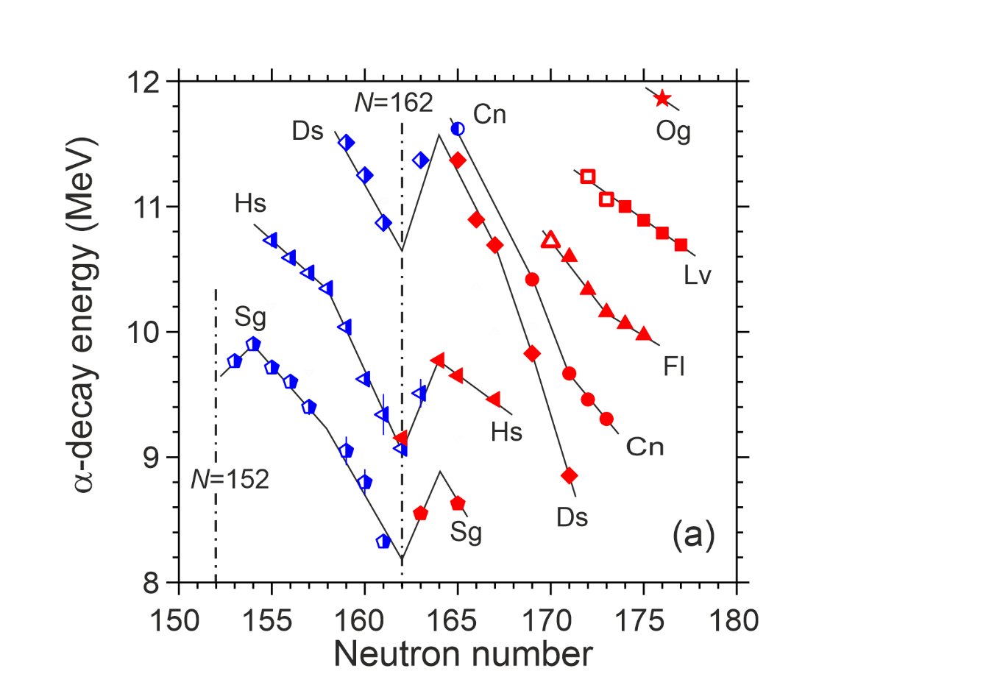 12
11
10
9
8
α-decay energy (MeV)
N=162
Cn
Ds
Og
Hs
Lv
Sg
Fl
Hs
Cn
N=152
Ds
Sg
(a)
150 155 160 165 170 175 180
Neutron number